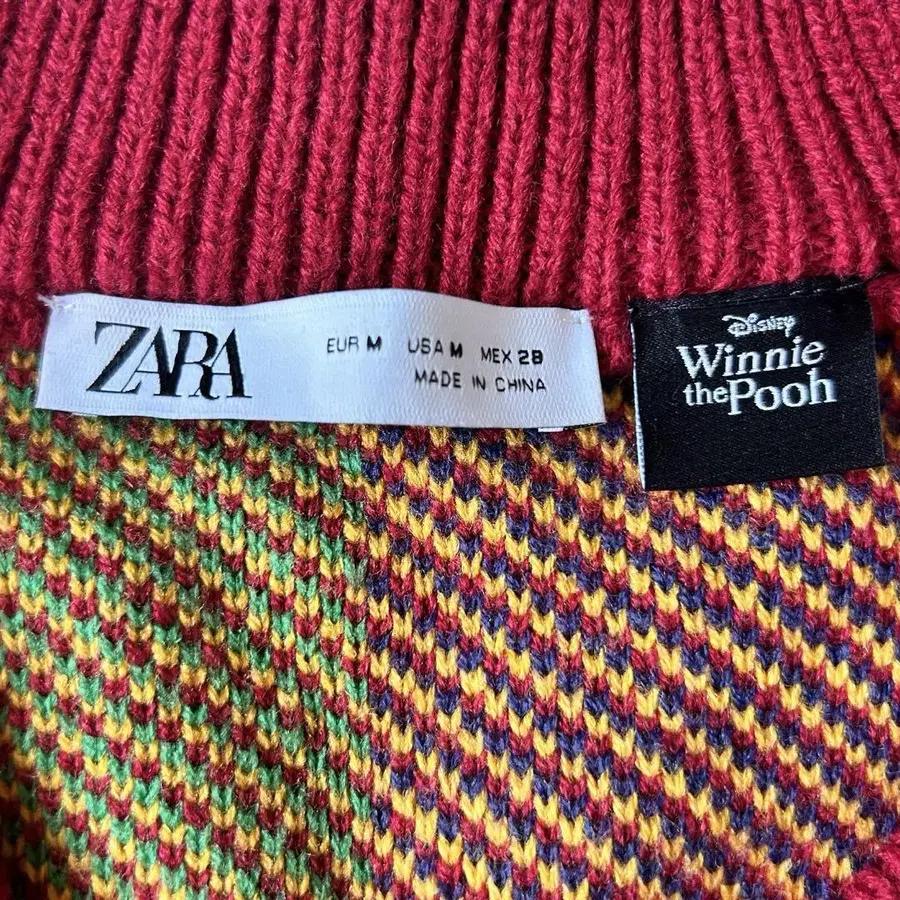 ZARA
EUR M USA M MEX 28
MADE IN CHINA
Disney
Winnie
the Pooh